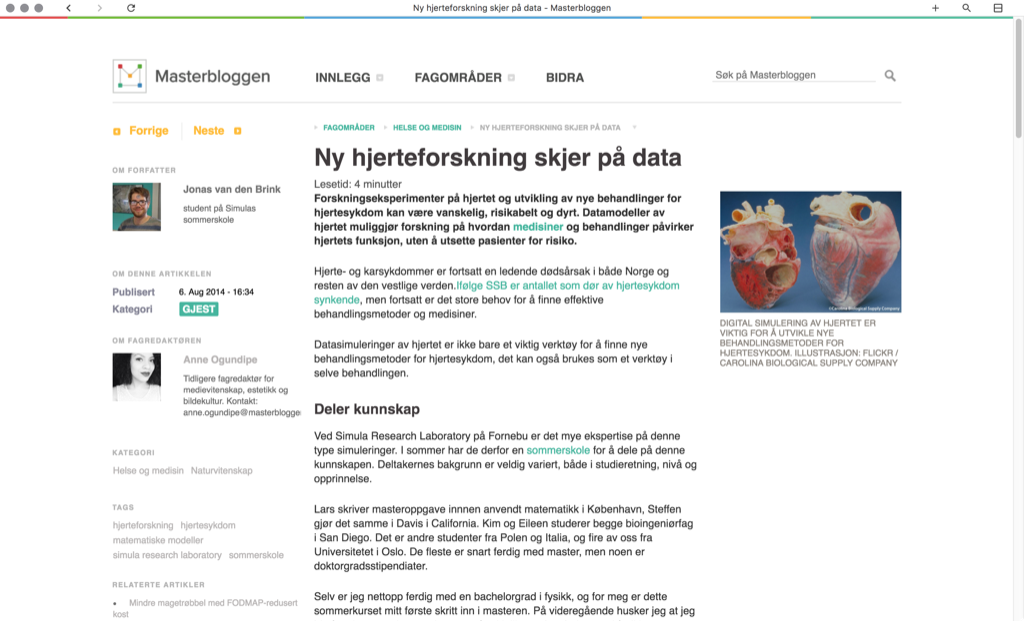 Ny hjerteforskning skjer på data - Masterbloggen
Masterbloggen
INNLEGG
FAGOMRÅDER
BIDRA
Søk på Masterbloggen
Forrige
Neste
OM FORFATTER
Jonas van den Brink
student på Simulas
sommerskole
OM DENNE ARTIKKELEN
Publisert 6. Aug 2014 - 16:34
Kategori GJEST
OM FAGREDAKTØREN
Anne Ogundipe
Tidligere fagredaktør for
medievitenskap, estetikk og
bildekultur. Kontakt:
anne.ogundipe@masterblogge
KATEGORI
Helse og medisin Naturvitenskap
TAGS
hjerteforskning hjertesykdom
matematiske modeller
simula research laboratory sommerskole
RELATERTE ARTIKLER
• Mindre magetrøbbel med FODMAP-redusert
kost
FAGOMRÅDER HELSE OG MEDISIN NY HJERTEFORSKNING SKJER PÅ DATA
Ny hjerteforskning skjer på data
Lesetid: 4 minutter
Forskningseksperimenter på hjertet og utvikling av nye behandlinger for
hjertesykdom kan være vanskelig, risikabelt og dyrt. Datamodeller av
hjertet muliggjør forskning på hvordan medisiner og behandlinger påvirker
hjertets funksjon, uten å utsette pasienter for risiko.
Hjerte- og karsykdommer er fortsatt en ledende dødsårsak i både Norge og
resten av den vestlige verden.Ifølge SSB er antallet som dør av hjertesykdom
synkende, men fortsatt er det store behov for å finne effektive
behandlingsmetoder og medisiner.
Datasimuleringer av hjertet er ikke bare et viktig verktøy for å finne nye
behandlingsmetoder for hjertesykdom, det kan også brukes som et verktøy i
selve behandlingen.
Deler kunnskap
Ved Simula Research Laboratory på Fornebu er det mye ekspertise på denne
type simuleringer. I sommer har de derfor en sommerskole for å dele på denne
kunnskapen. Deltakernes bakgrunn er veldig variert, både i studieretning, nivå og
opprinnelse.
Lars skriver masteroppgave innnen anvendt matematikk i København, Steffen
gjør det samme i Davis i California. Kim og Eileen studerer begge bioingeniørfag
i San Diego. Det er andre studenter fra Polen og Italia, og fire av oss fra
Universitetet i Oslo. De fleste er snart ferdig med master, men noen er
doktorgradsstipendiater.
Selv er jeg nettopp ferdig med en bachelorgrad i fysikk, og for meg er dette
sommerkurset mitt første skritt inn i masteren. På videregående husker jeg at jeg
©Carolina Biological Supply Company
DIGITAL SIMULERING AV HJERTET ER
VIKTIG FOR Å UTVIKLE NYE
BEHANDLINGSMETODER FOR
HJERTESYKDOM. ILLUSTRASJON: FLICKR /
CAROLINA BIOLOGICAL SUPPLY COMPANY